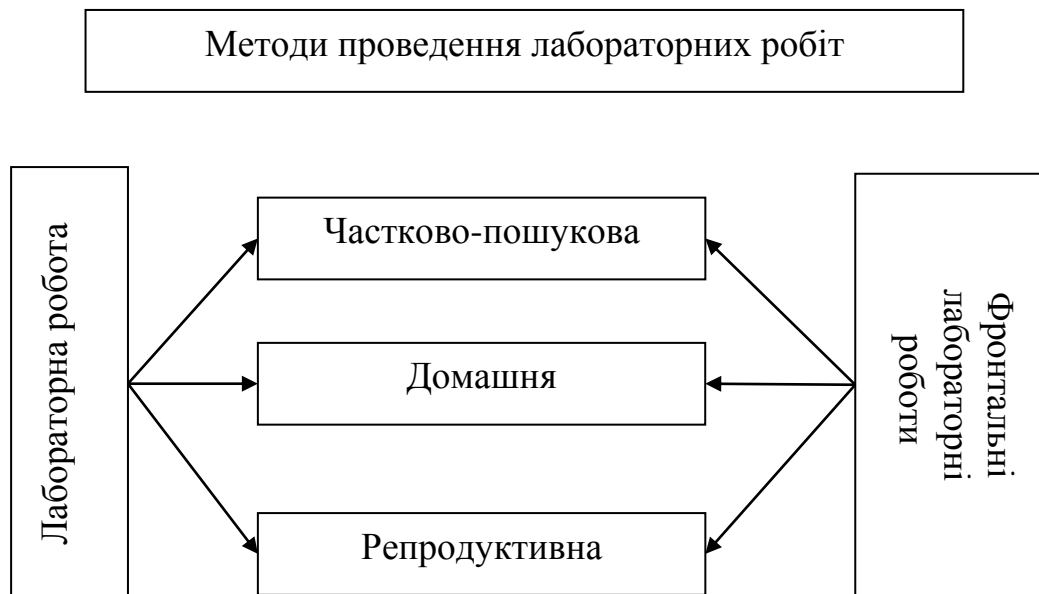 Методи проведення лабораторних робіт
Лабораторна робота
Частково-пошукова
Домашня
Репродуктивна
Фронтальні
лабораторні
роботи